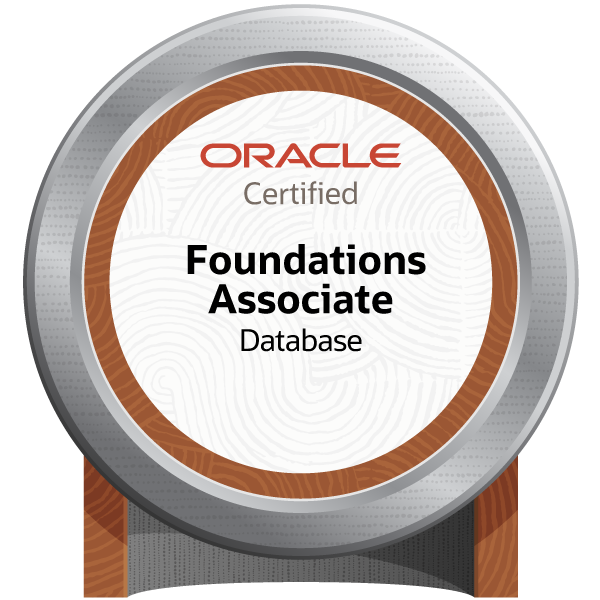 ORACLE
Certified
Foundations
Associate
Database